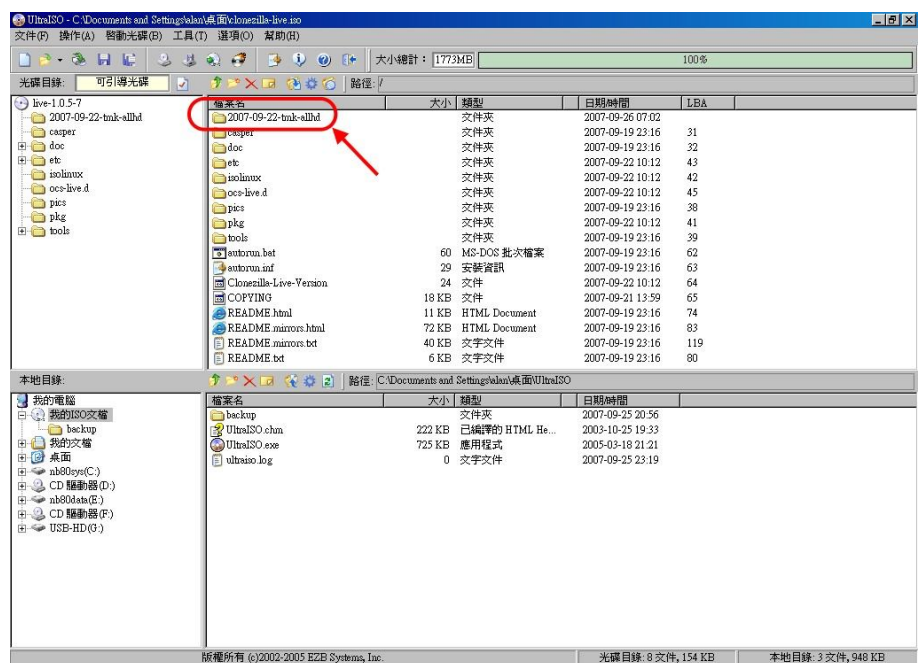 UltraISO - C:\Documents and Settings\alan\桌面\clonezilla-live.iso
文件(F) 操作(A) 啓動光碟(B) 工具(T) 選項(O) 幫助(H)
大小總計： 1773MB 100%
光碟目錄： 可引導光碟 路徑: /
live-1.0.5-7
2007-09-22-tmk-allhd
casper
doc
etc
isolinux
ocs-live.d
pics
pkg
tools
檔案名 大小 類型 日期/時間 LBA
2007-09-22-tmk-allhd 文件夾 2007-09-26 07:02
casper 文件夾 2007-09-19 23:16 31
doc 文件夾 2007-09-19 23:16 32
etc 文件夾 2007-09-22 10:12 43
isolinux 文件夾 2007-09-22 10:12 42
ocs-live.d 文件夾 2007-09-22 10:12 45
pics 文件夾 2007-09-19 23:16 38
pkg 文件夾 2007-09-22 10:12 41
tools 文件夾 2007-09-19 23:16 39
autorun.bat 60 MS-DOS 批次檔案 2007-09-19 23:16 62
autorun.inf 29 安裝資訊 2007-09-19 23:16 63
Clonezilla-Live-Version 24 文件 2007-09-22 10:12 64
COPYING 18 KB 文件 2007-09-21 13:59 65
README.html 11 KB HTML Document 2007-09-19 23:16 74
README.mirrors.html 72 KB HTML Document 2007-09-19 23:16 83
README.mirrors.txt 40 KB 文字文件 2007-09-19 23:16 119
README.txt 6 KB 文字文件 2007-09-19 23:16 80
本地目錄: 路徑: C:\Documents and Settings\alan\桌面\UltraISO
我的電腦
我的ISO文檔
backup
我的文檔
桌面
nb80sys(C:)
CD 驅動器(D:)
nb80data(E:)
CD 驅動器(F:)
USB-HD(G:)
檔案名 大小 類型 日期/時間
backup 文件夾 2007-09-25 20:56
UltraISO.chm 222 KB 已編譯的 HTML He... 2003-10-25 19:33
UltraISO.exe 725 KB 應用程式 2005-03-18 21:21
ultraiso.log 0 文字文件 2007-09-25 23:19
版權所有 (c)2002-2005 EZB Systems, Inc. 光碟目錄: 8 文件, 154 KB 本地目錄: 3 文件, 948 KB